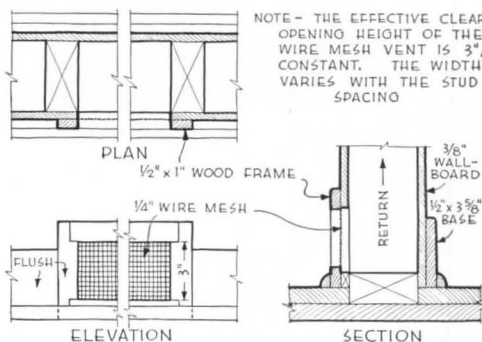 NOTE - THE EFFECTIVE CLEAR
OPENING HEIGHT OF THE
WIRE MESH VENT IS 3",
CONSTANT. THE WIDTH
VARIES WITH THE STUD
SPACING
PLAN
1/2" x 1" WOOD FRAME
1/4" WIRE MESH
FLUSH
3"
ELEVATION
RETURN
3/8"
WALL-
BOARD
1/2" x 3 5/8"
BASE
SECTION